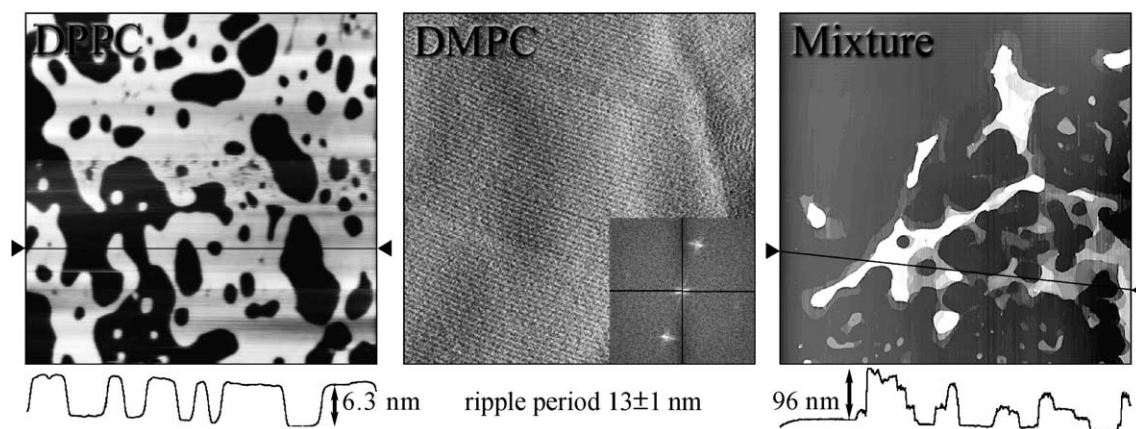 DPPC
DMPC
Mixture
6.3 nm
ripple period 13±1 nm
96 nm